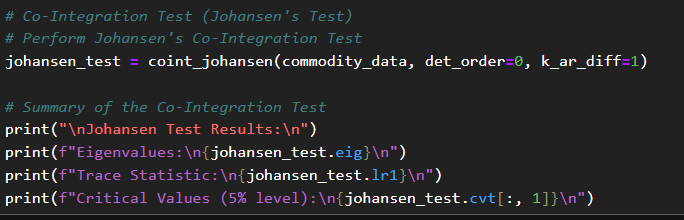 # Co-Integration Test (Johansen's Test)
# Perform Johansen's Co-Integration Test
johansen_test = coint_johansen(commodity_data, det_order=0, k_ar_diff=1)
# Summary of the Co-Integration Test
print("\nJohansen Test Results:\n")
print(f"Eigenvalues:\n{johansen_test.eig}\n")
print(f"Trace Statistic:\n{johansen_test.lr1}\n")
print(f"Critical Values (5% level):\n{johansen_test.cvt[:, 1]}\n")